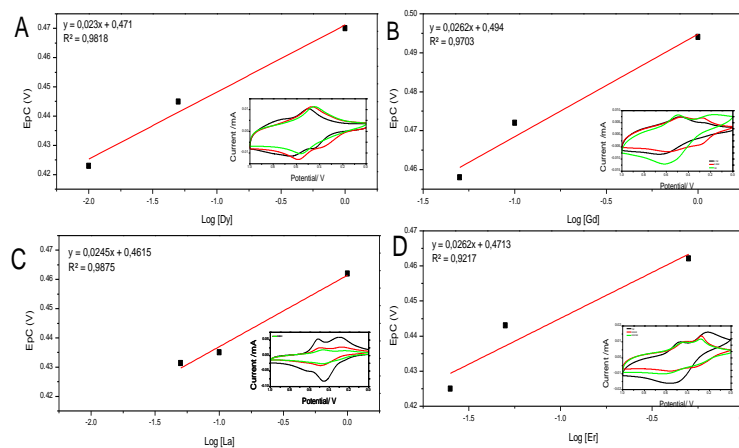 A
y = 0,023x + 0,471
R² = 0,9818
EpC (V)
0.47
0.46
0.45
0.44
0.43
0.42
-2.0
-1.5
-1.0
-0.5
0.0
Log [Dy]
Current /mA
Potential/ V
B
y = 0,0262x + 0,494
R² = 0,9703
EpC (V)
0.50
0.49
0.48
0.47
0.46
-1.5
-1.0
-0.5
0.0
Log [Gd]
Current /mA
Potential/ V
C
y = 0,0245x + 0,4615
R² = 0,9875
EpC (V)
0.47
0.46
0.45
0.44
0.43
0.42
-2.0
-1.5
-1.0
-0.5
0.0
Log [La]
Current /mA
Potential/ V
D
y = 0,0262x + 0,4713
R² = 0,9217
EpC (V)
0.47
0.46
0.45
0.44
0.43
0.42
-1.5
-1.0
-0.5
Log [Er]
Current /mA
Potential/ V